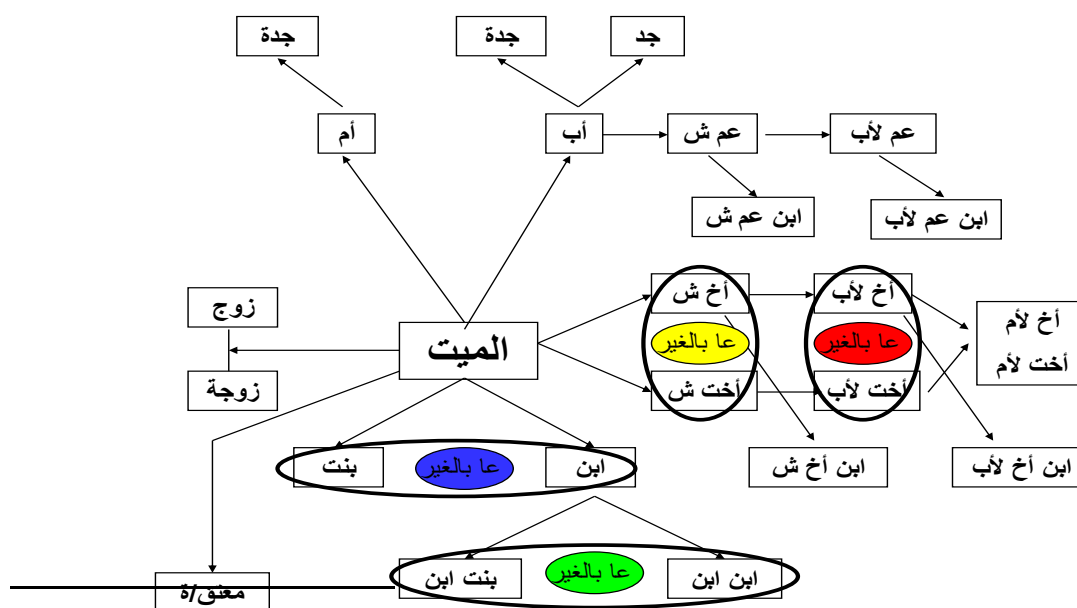 جد
جدة
جدة
أم
أب
عم ش
عم لأب
ابن عم ش
ابن عم لأب
زوج
زوجة
الميت
أخ ش
أخ لأب
عا بالغير
عا بالغير
أخت ش
أخت لأب
أخ لأم
أخت لأم
ابن
عا بالغير
بنت
ابن أخ ش
ابن أخ لأب
ابن ابن
عا بالغير
بنت ابن
معتق/ة